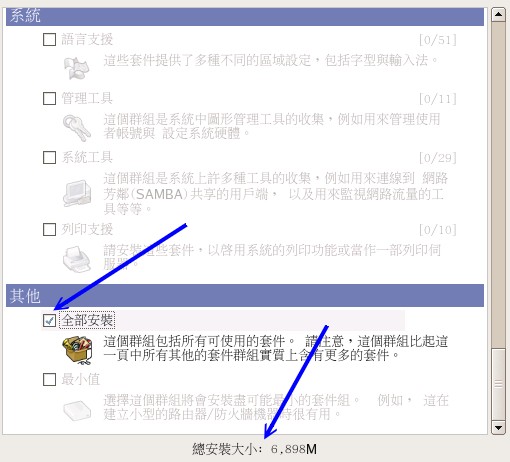 系統
語言支援 [0/51]
這些套件提供了多種不同的區域設定，包括字型與輸入法。
管理工具 [0/11]
這個群組是系統中圖形管理工具的收集，例如用來管理使用
者帳號與 設定系統硬體。
系統工具 [0/29]
這個群組是系統上許多種工具的收集，例如用來連線到 網路
芳鄰(SAMBA)共享的用戶端， 以及用來監視網路流量的工
具等等。
列印支援 [0/10]
請安裝這些套件，以啓用系統的列印功能或當作一部列印伺
服器
其他
全部安裝
這個群組包括所有可使用的套件。 請注意，這個群組比起這
一頁中所有其他的套件群組實質上含有更多的套件。
最小值
選擇這個群組將會安裝盡可能最小的套件組。 例如， 這在
建立小型的路由器/防火牆機器時很有用。
總安裝大小: 6,898M